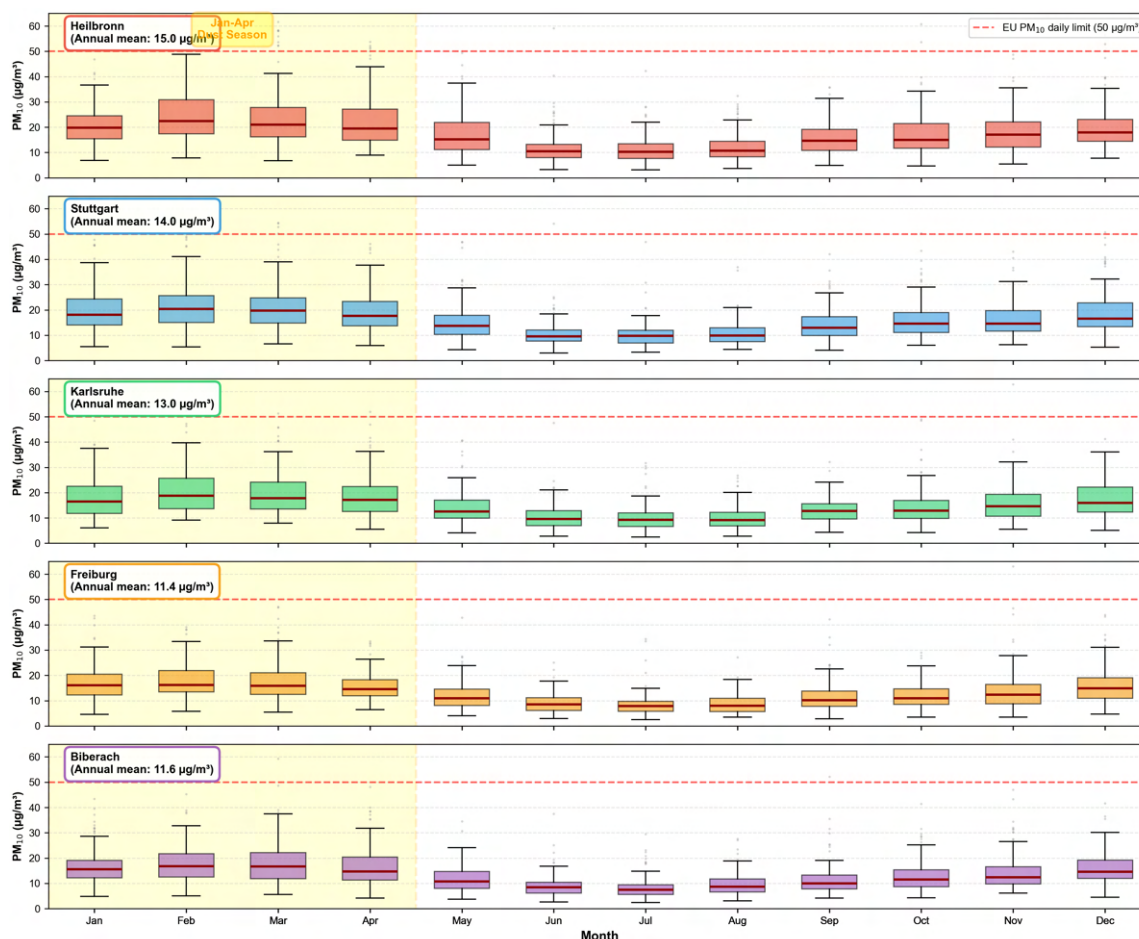 Heilbronn
(Annual mean: 15.0 µg/m³)
Jan-Apr
Dust Season
EU PM₁₀ daily limit (50 µg/m³)
PM₁₀ (µg/m³)
60
50
40
30
20
10
0
Stuttgart
(Annual mean: 14.0 µg/m³)
PM₁₀ (µg/m³)
60
50
40
30
20
10
0
Karlsruhe
(Annual mean: 13.0 µg/m³)
PM₁₀ (µg/m³)
60
50
40
30
20
10
0
Freiburg
(Annual mean: 11.4 µg/m³)
PM₁₀ (µg/m³)
60
50
40
30
20
10
0
Biberach
(Annual mean: 11.6 µg/m³)
PM₁₀ (µg/m³)
60
50
40
30
20
10
0
Jan Feb Mar Apr May Jun Jul Aug Sep Oct Nov Dec
Month